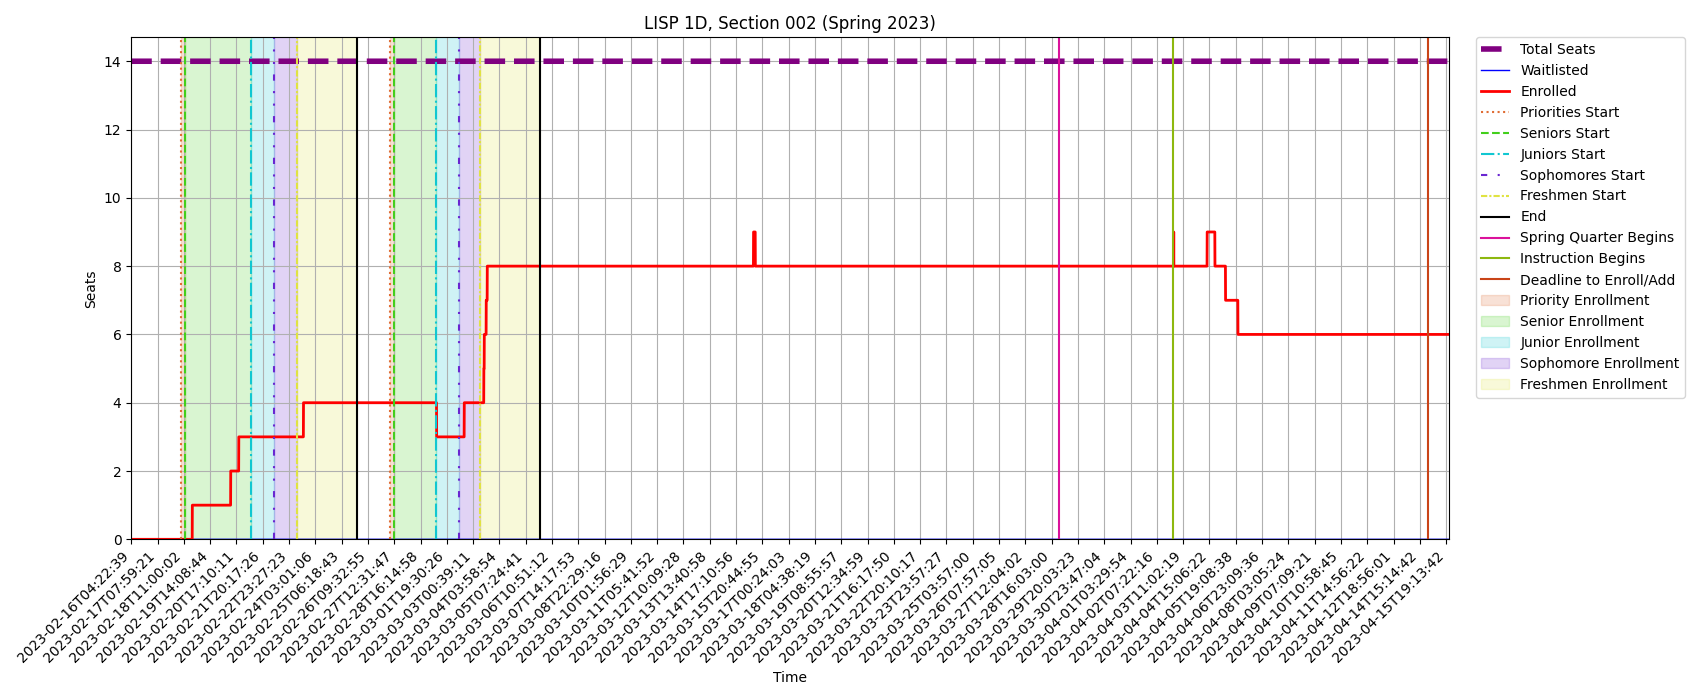 LISP 1D, Section 002 (Spring 2023)
Seats
14
12
10
8
6
4
2
0
2023-02-16T04:22:39
2023-02-17T07:59:21
2023-02-18T11:00:02
2023-02-19T14:08:44
2023-02-20T17:10:11
2023-02-21T20:17:26
2023-02-22T23:27:23
2023-02-24T03:01:06
2023-02-25T06:18:43
2023-02-26T09:32:55
2023-02-27T12:31:47
2023-02-28T16:14:58
2023-03-01T19:30:26
2023-03-03T00:39:11
2023-03-04T03:58:54
2023-03-05T07:24:41
2023-03-06T10:51:12
2023-03-07T14:17:53
2023-03-08T22:29:16
2023-03-10T01:56:29
2023-03-11T05:41:52
2023-03-12T10:09:28
2023-03-13T13:40:58
2023-03-14T17:10:56
2023-03-15T20:44:55
2023-03-17T00:24:03
2023-03-18T04:38:19
2023-03-19T08:55:57
2023-03-20T12:34:59
2023-03-21T16:17:50
2023-03-22T20:10:17
2023-03-23T23:57:27
2023-03-25T03:57:00
2023-03-26T07:57:05
2023-03-27T12:04:02
2023-03-28T16:03:00
2023-03-29T20:03:23
2023-03-30T23:47:04
2023-04-01T03:29:54
2023-04-02T07:22:16
2023-04-03T11:02:19
2023-04-04T15:06:22
2023-04-05T19:08:38
2023-04-06T23:09:36
2023-04-08T03:05:24
2023-04-09T07:09:21
2023-04-10T10:58:45
2023-04-11T14:56:22
2023-04-12T18:56:01
2023-04-14T15:14:42
2023-04-15T19:13:42
Time
Total Seats
Waitlisted
Enrolled
Priorities Start
Seniors Start
Juniors Start
Sophomores Start
Freshmen Start
End
Spring Quarter Begins
Instruction Begins
Deadline to Enroll/Add
Priority Enrollment
Senior Enrollment
Junior Enrollment
Sophomore Enrollment
Freshmen Enrollment